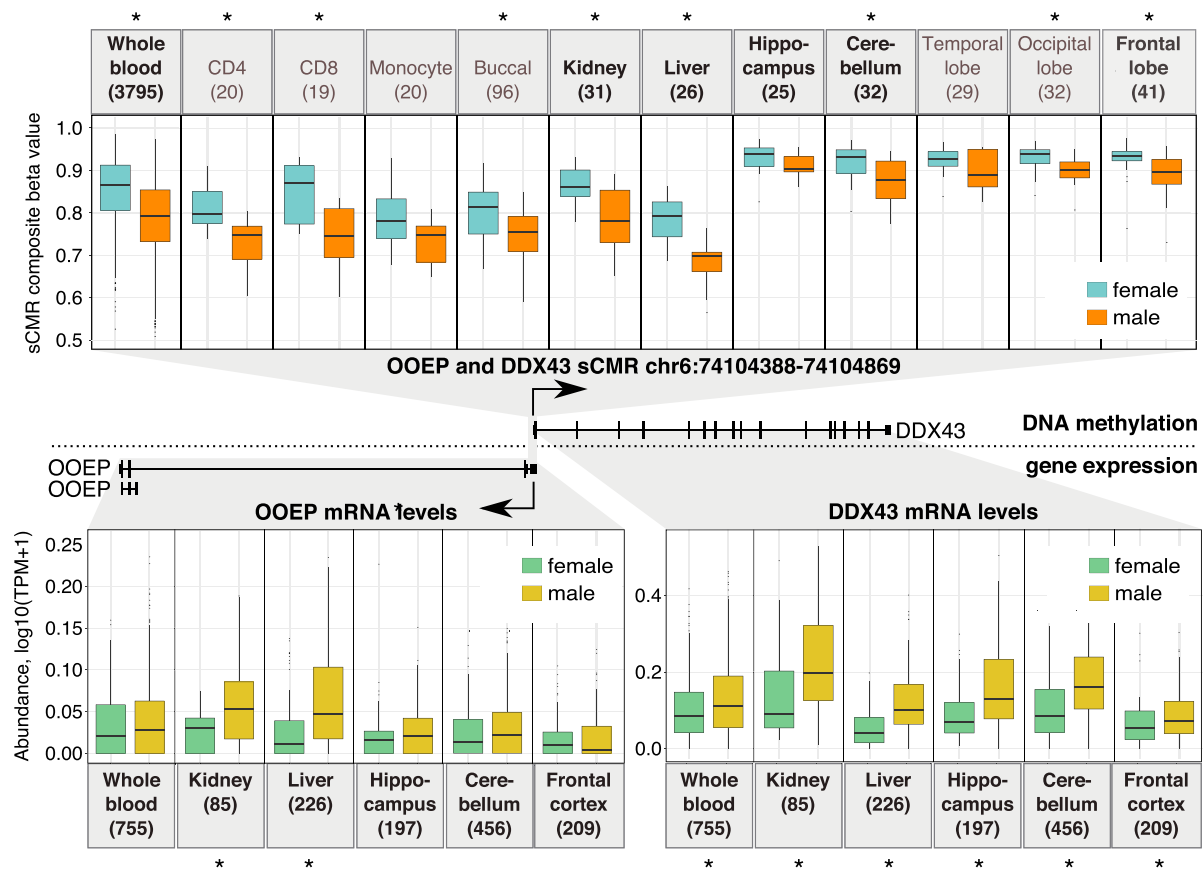 * * * * * * * * *
Whole blood (3795)
CD4 (20)
CD8 (19)
Monocyte (20)
Buccal (96)
Kidney (31)
Liver (26)
Hippo- campus (25)
Cere- bellum (32)
Temporal lobe (29)
Occipital lobe (32)
Frontal lobe (41)
sCMR composite beta value
1.0
0.9
0.8
0.7
0.6
0.5
female
male
OOEP and DDX43 sCMR chr6:74104388-74104869
DDX43
DNA methylation
OOEP
OOEP
gene expression
OOEP mRNA levels
*
DDX43 mRNA levels
Abundance, log10(TPM+1)
0.25
0.20
0.15
0.10
0.05
0.00
female
male
0.4
0.2
0.0
female
male
Whole blood (755)
Kidney (85)
Liver (226)
Hippo- campus (197)
Cere- bellum (456)
Frontal cortex (209)
Whole blood (755)
Kidney (85)
Liver (226)
Hippo- campus (197)
Cere- bellum (456)
Frontal cortex (209)
* * * * * * * *